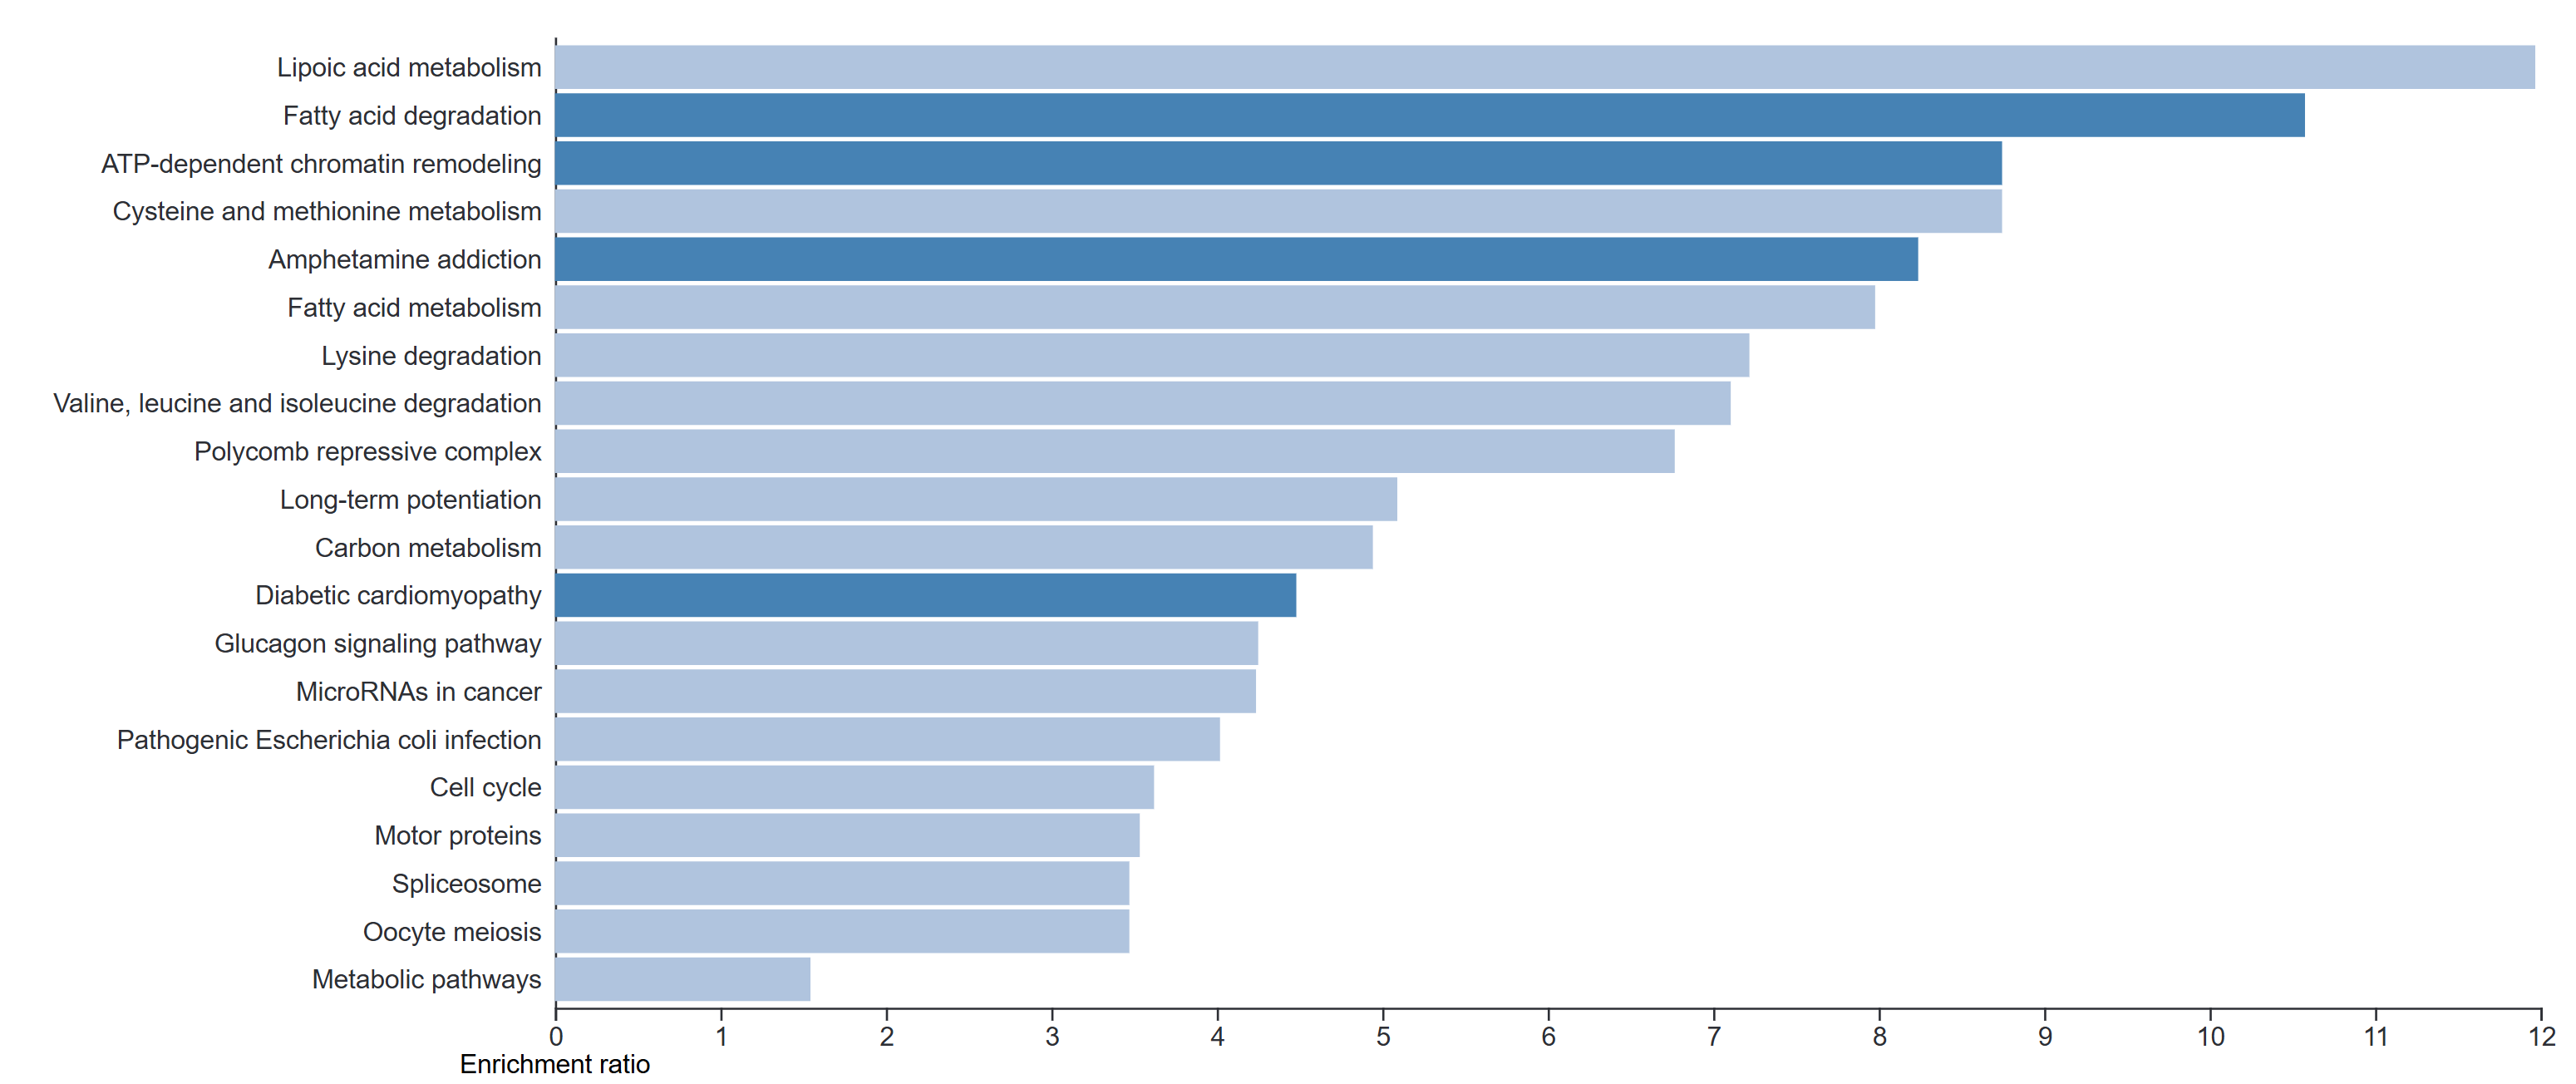 Lipoic acid metabolism
Fatty acid degradation
ATP-dependent chromatin remodeling
Cysteine and methionine metabolism
Amphetamine addiction
Fatty acid metabolism
Lysine degradation
Valine, leucine and isoleucine degradation
Polycomb repressive complex
Long-term potentiation
Carbon metabolism
Diabetic cardiomyopathy
Glucagon signaling pathway
MicroRNAs in cancer
Pathogenic Escherichia coli infection
Cell cycle
Motor proteins
Spliceosome
Oocyte meiosis
Metabolic pathways
0 1 2 3 4 5 6 7 8 9 10 11 12
Enrichment ratio